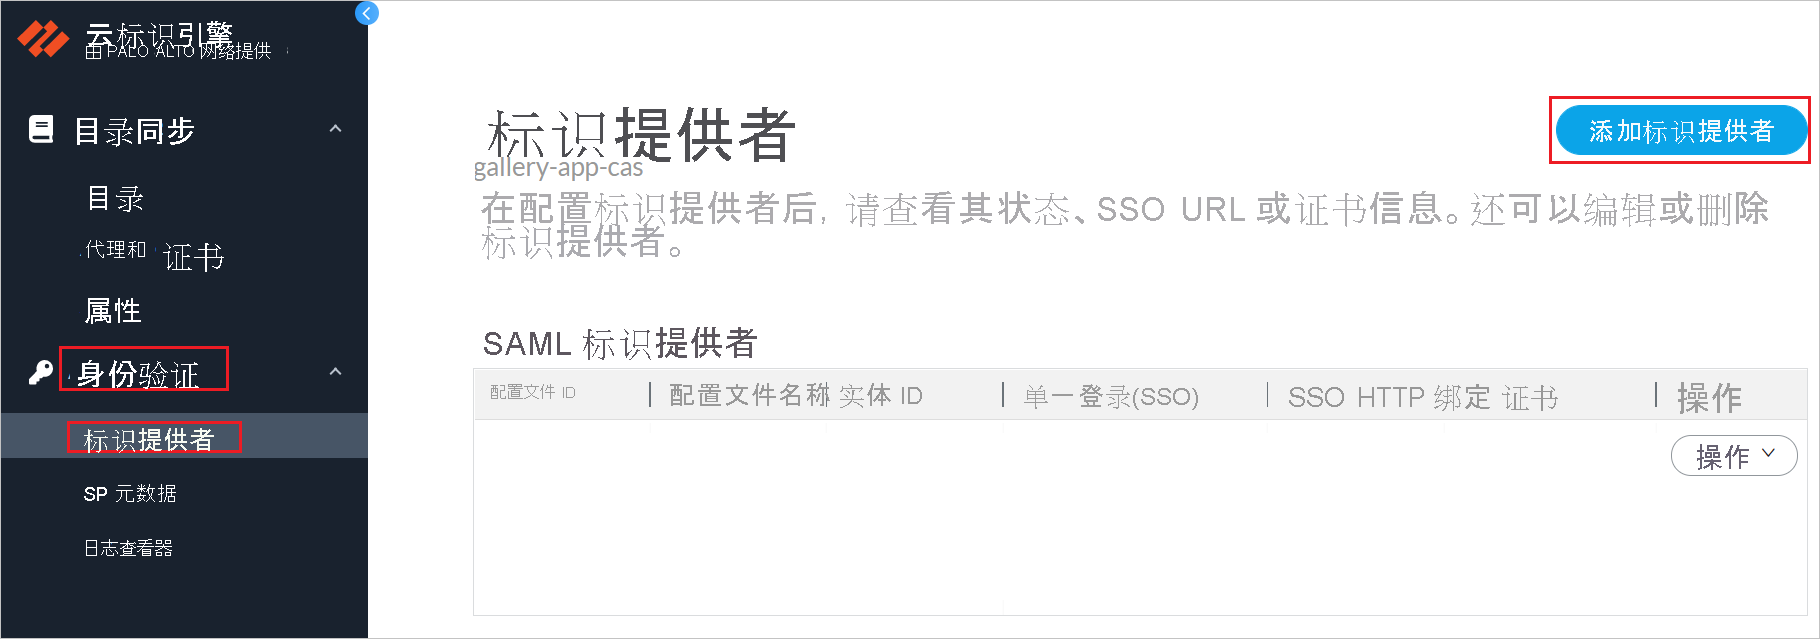 云标识引擎
由 PALO ALTO 网络提供
目录同步
目录
代理和 证书
属性
身份验证
标识提供者
SP 元数据
日志查看器
标识提供者
gallery-app-cas
添加标识提供者
在配置标识提供者后, 请查看其状态、SSO URL 或证书信息。还可以编辑或删除
标识提供者。
SAML 标识提供者
配置文件 ID 配置文件名称 实体 ID 单一登录(SSO) SSO HTTP 绑定 证书 操作
操作